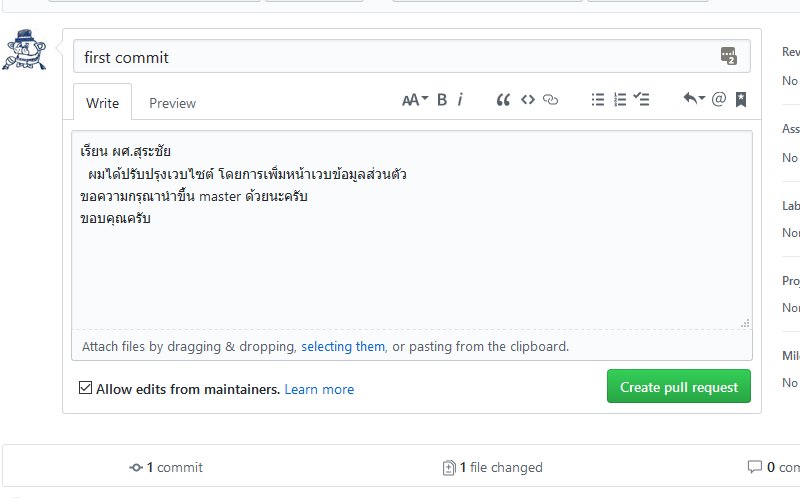 first commit
2
Write
Preview
AA B i
@
เรียน ผศ.สุระชัย
ผมได้ปรับปรุงเวบไซต์ โดยการเพิ่มหน้าเวบข้อมูลส่วนตัว
ขอความกรุณานำขึ้น master ด้วยนะครับ
ขอบคุณครับ
Attach files by dragging & dropping, selecting them, or pasting from the clipboard.
Allow edits from maintainers. Learn more
Create pull request
1 commit
1 file changed
0 com
Rev
No
Ass
No
Lab
Non
Proj
Non
Mile
No